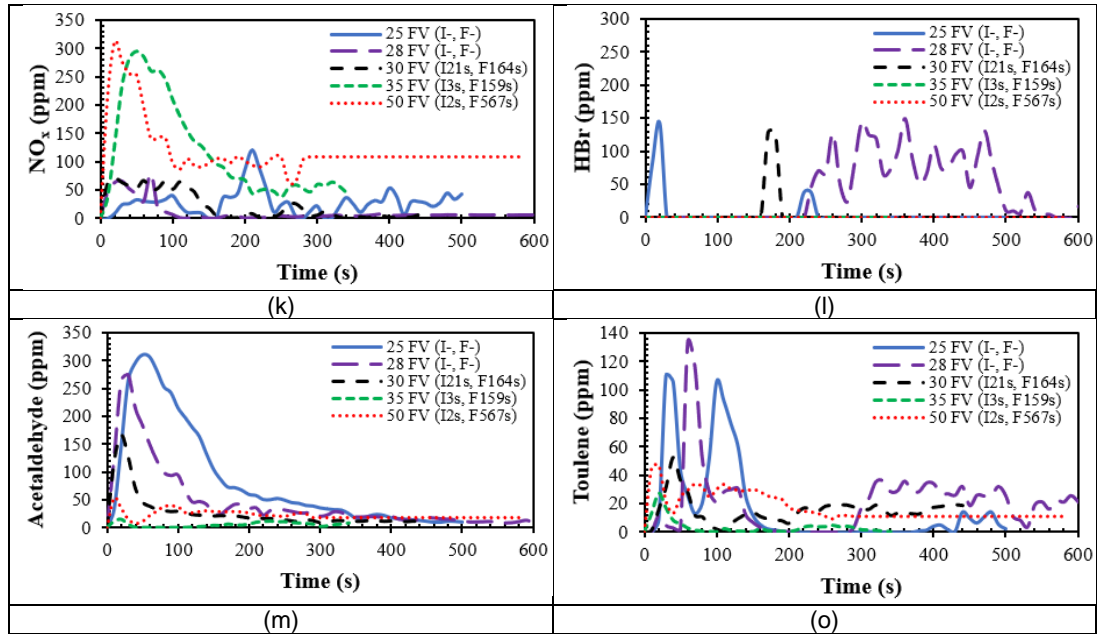 350
300
250
200
150
100
50
0
NOx (ppm)
25 FV (I-, F-)
28 FV (I-, F-)
30 FV (I21s, F164s)
35 FV (I3s, F159s)
50 FV (I2s, F567s)
0 100 200 300 400 500 600
Time (s)
(k)
300
250
200
150
100
50
0
HBr (ppm)
25 FV (I-, F-)
28 FV (I-, F-)
30 FV (I21s, F164s)
35 FV (I3s, F159s)
50 FV (I2s, F567s)
0 100 200 300 400 500 600
Time (s)
(l)
350
300
250
200
150
100
50
0
Acetaldehyde (ppm)
25 FV (I-, F-)
28 FV (I-, F-)
30 FV (I21s, F164s)
35 FV (I3s, F159s)
50 FV (I2s, F567s)
0 100 200 300 400 500 600
Time (s)
(m)
140
120
100
80
60
40
20
0
Toulene (ppm)
25 FV (I-, F-)
28 FV (I-, F-)
30 FV (I21s, F164s)
35 FV (I3s, F159s)
50 FV (I2s, F567s)
0 100 200 300 400 500 600
Time (s)
(o)